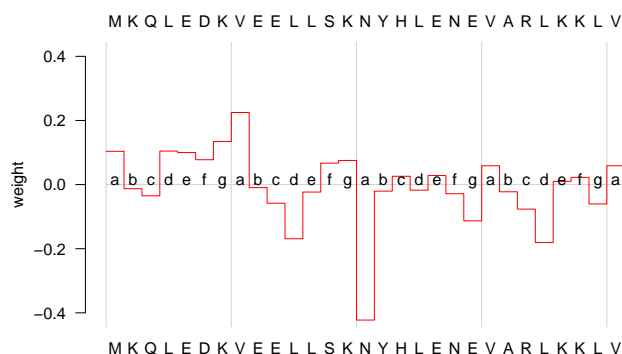 M K Q L E D K V E E L L S K N Y H L E N E V A R L K K L V
0.4
0.2
0.0
−0.2
−0.4
weight
a b c d e f g a b c d e f g a b c d e f g a b c d e f g a
M K Q L E D K V E E L L S K N Y H L E N E V A R L K K L V